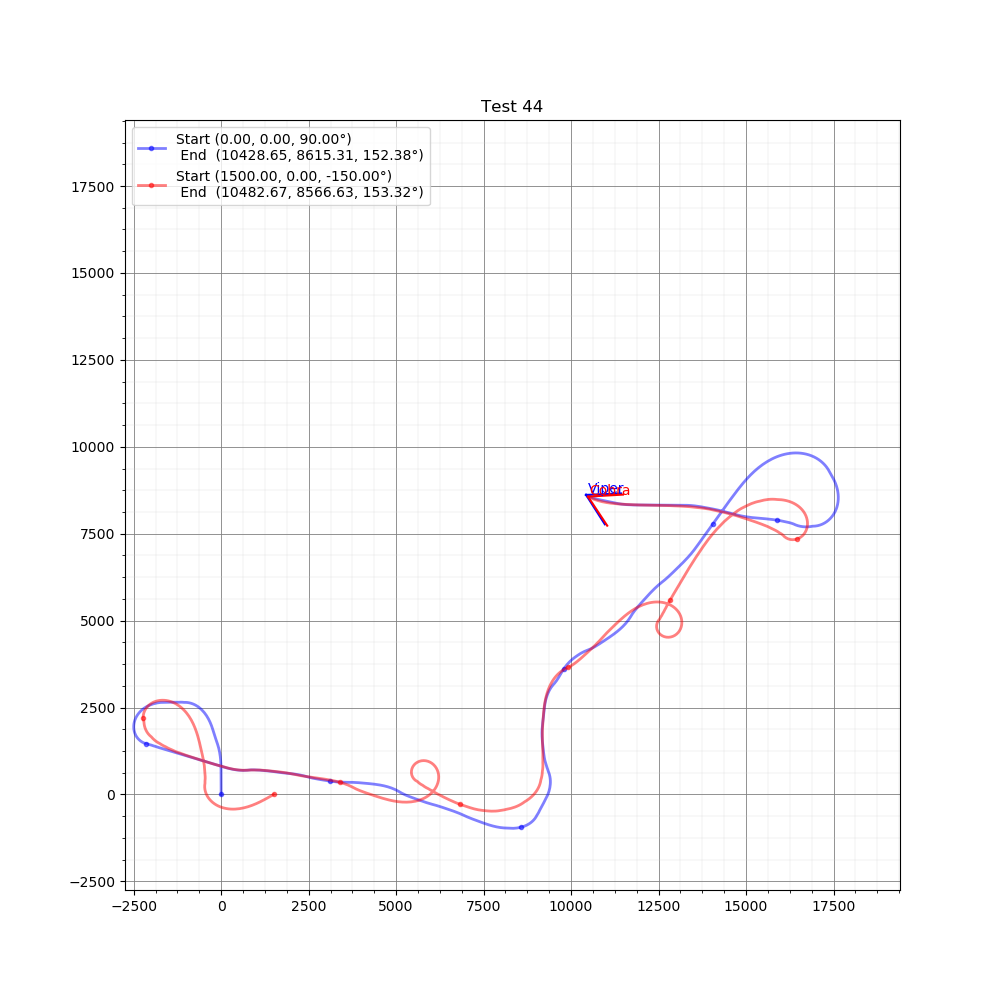 Test 44
Start (0.00, 0.00, 90.00°)
End (10428.65, 8615.31, 152.38°)
Start (1500.00, 0.00, -150.00°)
End (10482.67, 8566.63, 153.32°)
17500
15000
12500
10000
7500
5000
2500
0
−2500
Viper
−2500 0 2500 5000 7500 10000 12500 15000 17500